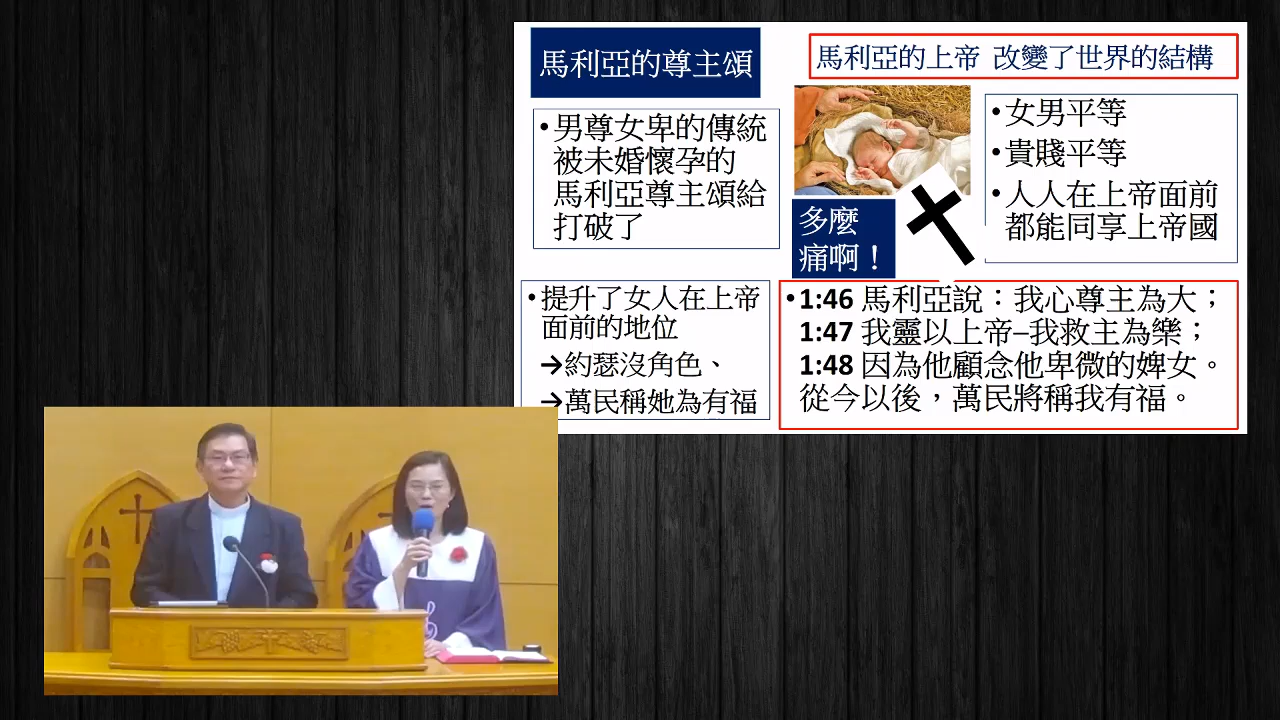 馬利亞的尊主頌
馬利亞的上帝 改變了世界的結構
•男尊女卑的傳統
被未婚懷孕的
馬利亞尊主頌給
打破了
多麼
痛啊！
•女男平等
•貴賤平等
•人人在上帝面前
都能同享上帝國
•提升了女人在上帝
面前的地位
→約瑟沒角色、
→萬民稱她為有福
•1:46 馬利亞說：我心尊主為大；
1:47 我靈以上帝–我救主為樂；
1:48 因為他顧念他卑微的婢女。
從今以後，萬民將稱我有福。